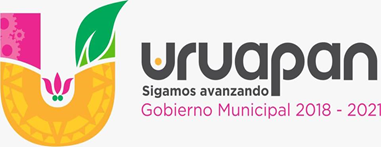 uruapan
Sigamos avanzando
Gobierno Municipal 2018 - 2021